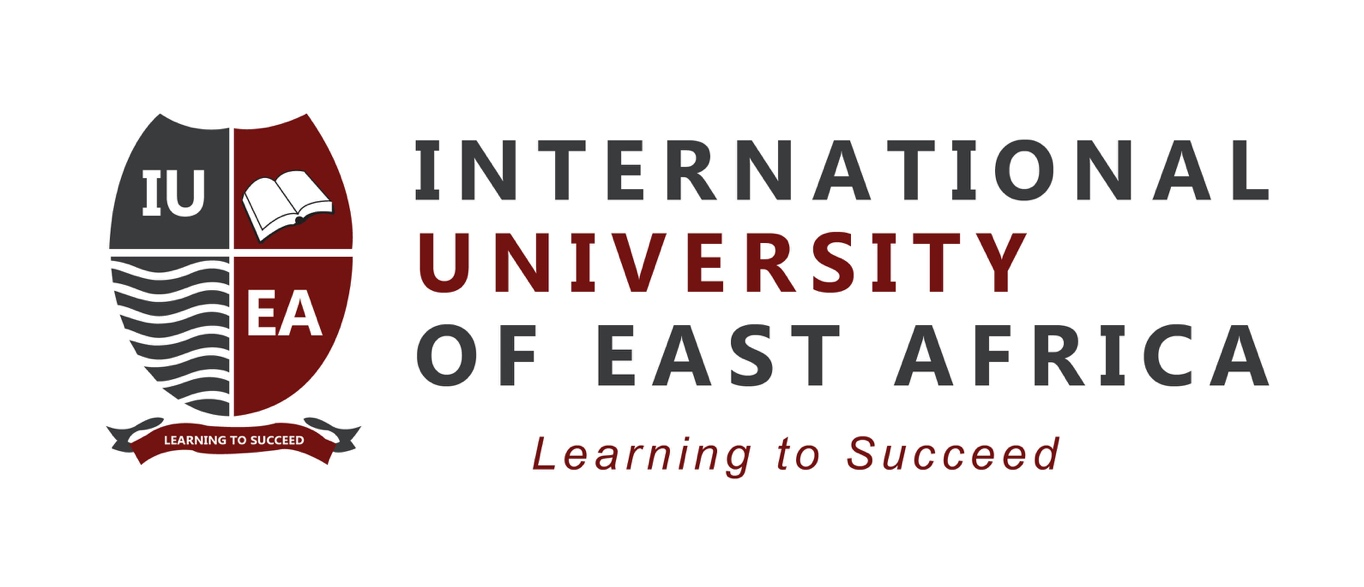 IU
EA
LEARNING TO SUCCEED
INTERNATIONAL
UNIVERSITY
OF EAST AFRICA
Learning to Succeed